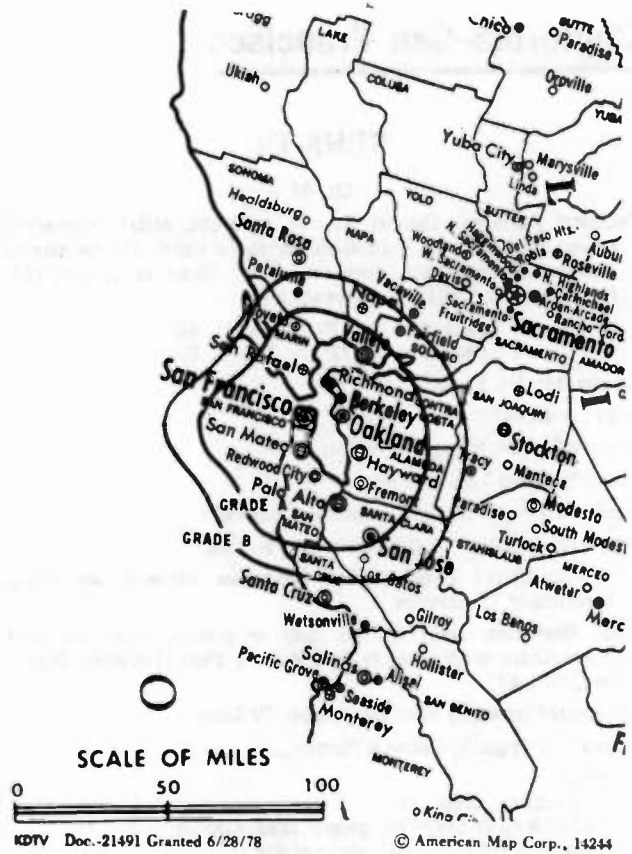 LAKE
Chico
BUTTE
Paradise
Ukiah
COLUSA
Oroville
YUBA
Yuba City
Marysville
Linda
SONOMA
Healdsburg
YOLO
SUTTER
Santa Rosa
NAP
Woodland
Del Paso Hts.
Aubur
Roseville
W. Sacramento
N. Highlands
Petaluma
Davis
Carmichael
Vacaville
S.
Arden-Arcade
Napa
Sacramento-
Fruitridge
Rancho-Cord
Novato
MARIN
Fairfield
SOLANO
Sacramento
Vallejo
SACRAMENTO
AMADOR
San Rafael
Richmond
CONTRA
COSTA
Lodi
SAN JOAQUIN
San Francisco
SAN FRANCISCO
Berkeley
Oakland
Stockton
San Mateo
ALAMEDA
Hayward
Tracy
Manteca
Redwood City
Fremont
GRADE A
Palo Alto
SANTA CLARA
Paradise
Modesto
SAN
MATEO
South Modest
GRADE B
San Jose
STANISLAUS
Turlock
SANTA
CRUZ
Los Gatos
MERCED
Atwater
Santa Cruz
Merc
Watsonville
Gilroy
Los Banos
Hollister
Salinas
Alisal
Pacific Grove
Seaside
SAN BENITO
Monterey
SCALE OF MILES
MONTEREY
0 50 100
King Ci
KDTV Doc.-21491 Granted 6/28/78 © American Map Corp., 14244